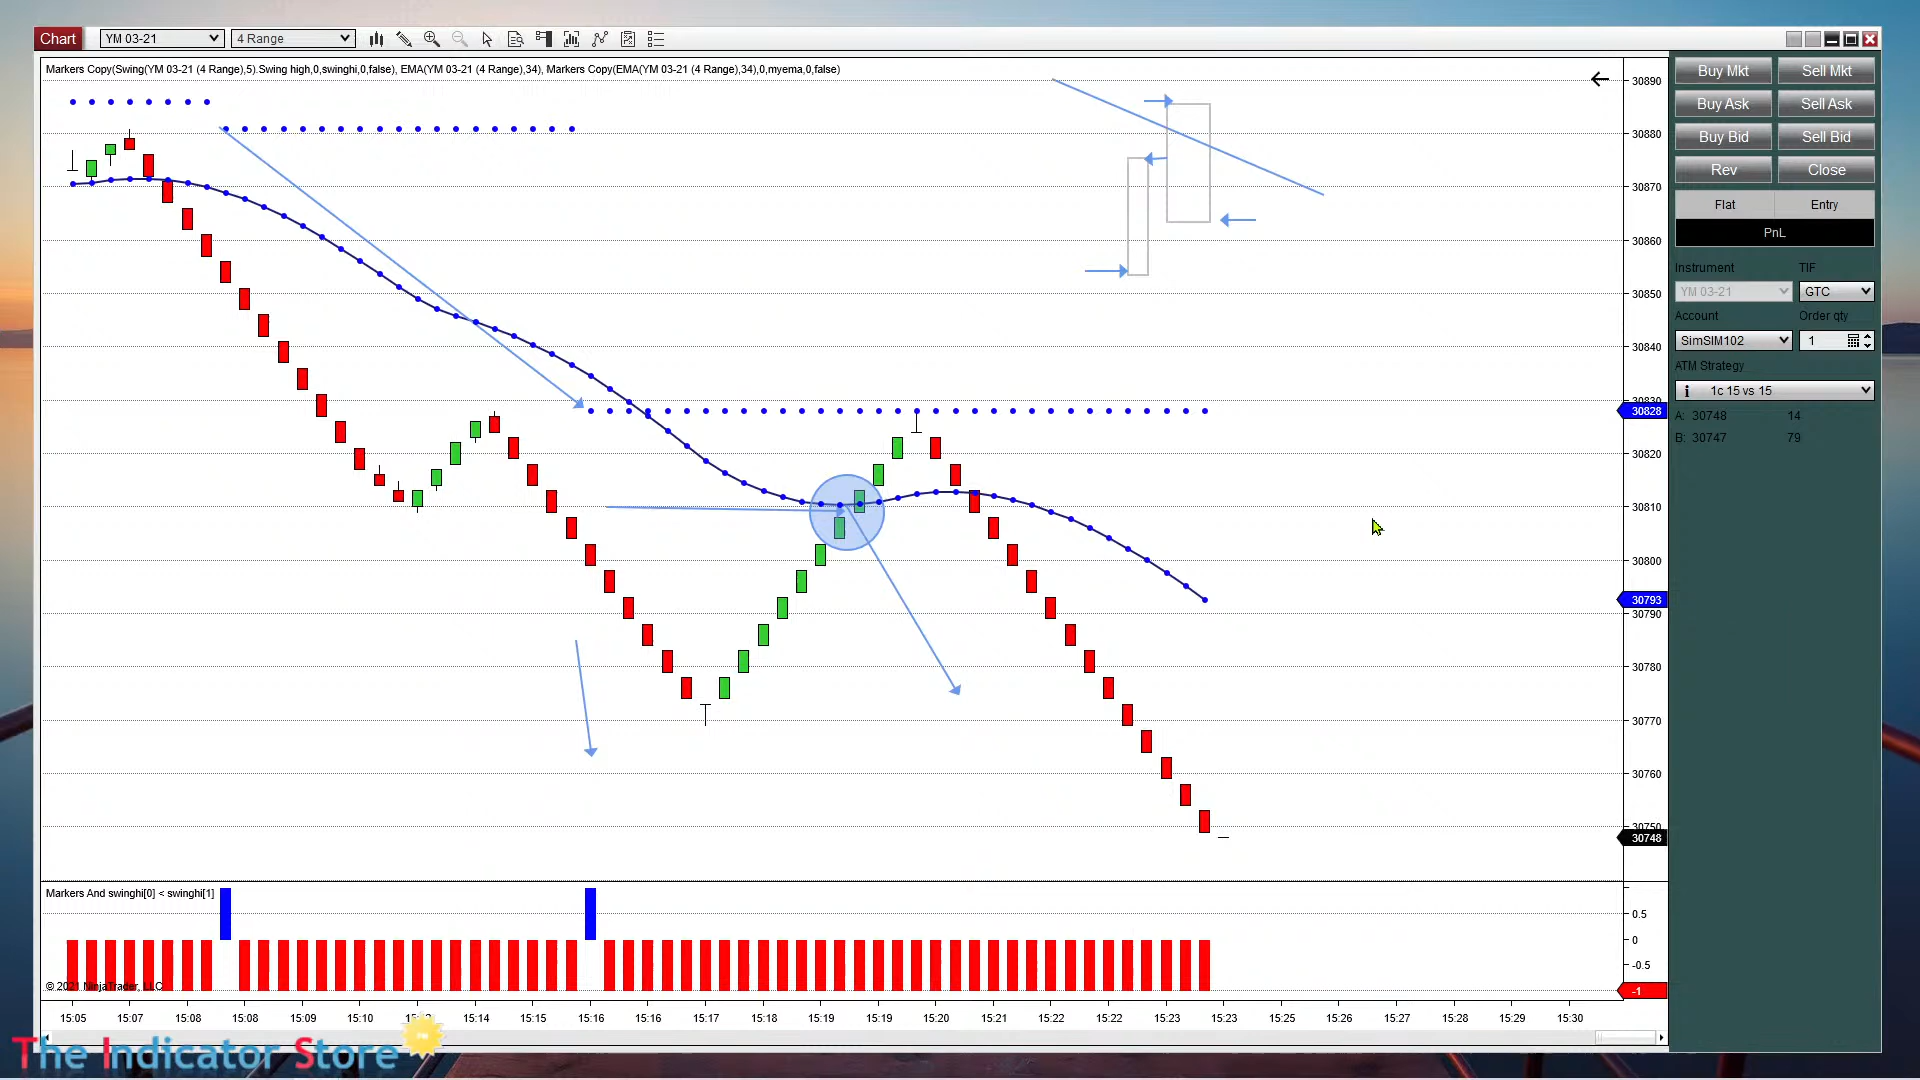 Chart YM 03-21 4 Range
Markers Copy(Swing(YM 03-21 (4 Range),5).Swing high,0,swinghi,0,false), EMA(YM 03-21 (4 Range),34), Markers Copy(EMA(YM 03-21 (4 Range),34),0,myema,0,false)
30890
30880
30870
30860
30850
30840
30830
30828
30820
30810
30800
30793
30790
30780
30770
30760
30750
30748
Buy Mkt Sell Mkt
Buy Ask Sell Ask
Buy Bid Sell Bid
Rev Close
Flat Entry
PnL
Instrument TIF
YM 03-21 GTC
Account Order qty
SimSIM102 1
ATM Strategy
i 1c 15 vs 15
A: 30748 14
B: 30747 79
Markers And swinghi[0] < swinghi[1]
0.5
0
-0.5
-1
© 2021 NinjaTrader, LLC
15:05 15:07 15:08 15:08 15:09 15:10 15:13 15:14 15:15 15:16 15:16 15:17 15:17 15:19 15:19 15:20 15:21 15:22 15:22 15:23 15:23 15:25 15:26 15:27 15:28 15:29 15:30
The Indicator Store